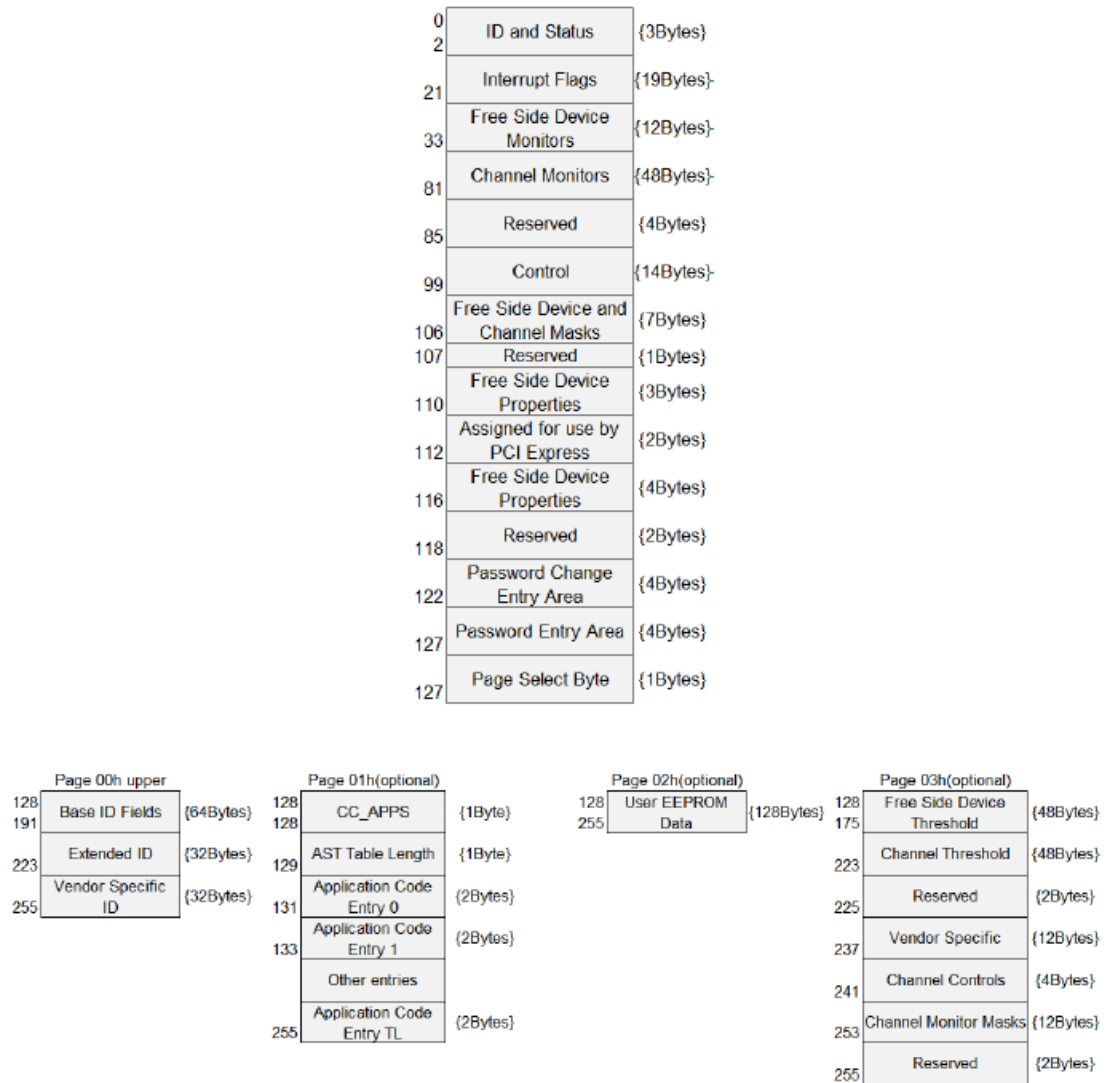 0
ID and Status {3Bytes}
2
Interrupt Flags {19Bytes}
21
Free Side Device
Monitors {12Bytes}
33
Channel Monitors {48Bytes}
81
Reserved {4Bytes}
85
Control {14Bytes}
99
Free Side Device and
Channel Masks {7Bytes}
106
107 Reserved {1Bytes}
Free Side Device
Properties {3Bytes}
110
Assigned for use by
PCI Express {2Bytes}
112
Free Side Device
Properties {4Bytes}
116
Reserved {2Bytes}
118
Password Change
Entry Area {4Bytes}
122
Password Entry Area {4Bytes}
127
Page Select Byte {1Bytes}
127
Page 00h upper
128
Base ID Fields {64Bytes}
191
Extended ID {32Bytes}
223
Vendor Specific
ID {32Bytes}
255
Page 01h(optional)
128
CC_APPS {1Byte}
128
AST Table Length {1Byte}
129
Application Code
Entry 0 {2Bytes}
131
Application Code
Entry 1 {2Bytes}
133
Other entries
Application Code
Entry TL {2Bytes}
255
Page 02h(optional)
128 User EEPROM
Data {128Bytes}
255
Page 03h(optional)
128 Free Side Device
Threshold {48Bytes}
175
Channel Threshold {48Bytes}
223
Reserved {2Bytes}
225
Vendor Specific {12Bytes}
237
Channel Controls {4Bytes}
241
Channel Monitor Masks {12Bytes}
253
Reserved {2Bytes}
255